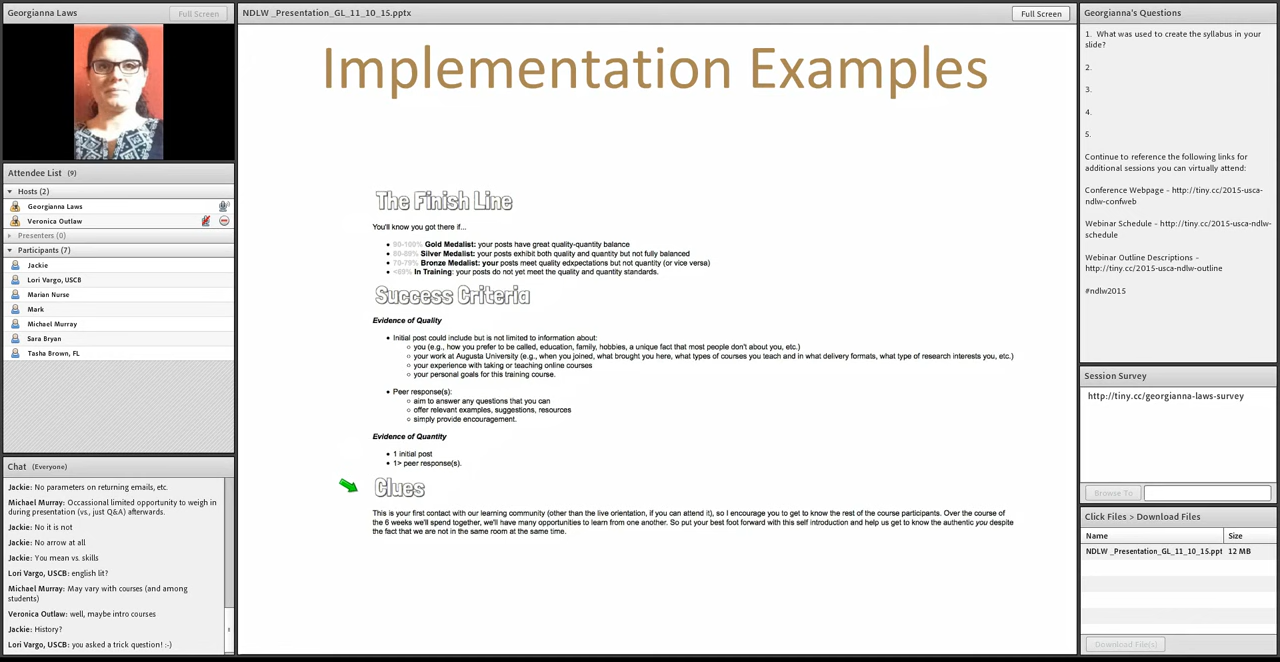 Georgianna Laws
Full Screen
Attendee List (9)
Hosts (2)
Georgianna Laws
Veronica Outlaw
Presenters (0)
Participants (7)
Jackie
Lori Vargo, USCB
Marian Nurse
Mark
Michael Murray
Sara Bryan
Tasha Brown, FL
Chat (Everyone)
Jackie: No parameters on returning emails, etc.
Michael Murray: Occassional limited opportunity to weigh in
during presentation (vs., just Q&A) afterwards.
Jackie: No it is not
Jackie: No arrow at all
Jackie: You mean vs. skills
Lori Vargo, USCB: english lit?
Michael Murray: May vary with courses (and among
students)
Veronica Outlaw: well, maybe intro courses
Jackie: History?
Lori Vargo, USCB: you asked a trick question! :-)
NDLW _Presentation_GL_11_10_15.pptx
Full Screen
Implementation Examples
The Finish Line
You'll know you got there if...
• 90-100% Gold Medalist: your posts have great quality-quantity balance
• 80-89% Silver Medalist: your posts exhibit both quality and quantity but not fully balanced
• 70-79% Bronze Medalist: your posts meet quality edxpectations but not quantity (or vice versa)
• <69% In Training: your posts do not yet meet the quality and quantity standards.
Success Criteria
Evidence of Quality
• Initial post could include but is not limited to information about:
○ you (e.g., how you prefer to be called, education, family, hobbies, a unique fact that most people don't about you, etc.)
○ your work at Augusta University (e.g., when you joined, what brought you here, what types of courses you teach and in what delivery formats, what type of research interests you, etc.)
○ your experience with taking or teaching online courses
○ your personal goals for this training course.
• Peer response(s):
○ aim to answer any questions that you can
○ offer relevant examples, suggestions, resources
○ simply provide encouragement.
Evidence of Quantity
• 1 initial post
• 1> peer response(s).
Clues
This is your first contact with our learning community (other than the live orientation, if you can attend it), so I encourage you to get to know the rest of the course participants. Over the course of
the 6 weeks we'll spend together, we'll have many opportunities to learn from one another. So put your best foot forward with this self introduction and help us get to know the authentic you despite
the fact that we are not in the same room at the same time.
Georgianna's Questions
1. What was used to create the syllabus in your
slide?
2.
3.
4.
5.
Continue to reference the following links for
additional sessions you can virtually attend:
Conference Webpage - http://tiny.cc/2015-usca-
ndlw-confweb
Webinar Schedule - http://tiny.cc/2015-usca-ndlw-
schedule
Webinar Outline Descriptions -
http://tiny.cc/2015-usca-ndlw-outline
#ndlw2015
Session Survey
http://tiny.cc/georgianna-laws-survey
Browse To
Click Files > Download Files
Name Size
NDLW _Presentation_GL_11_10_15.ppt 12 MB
Download File(s)